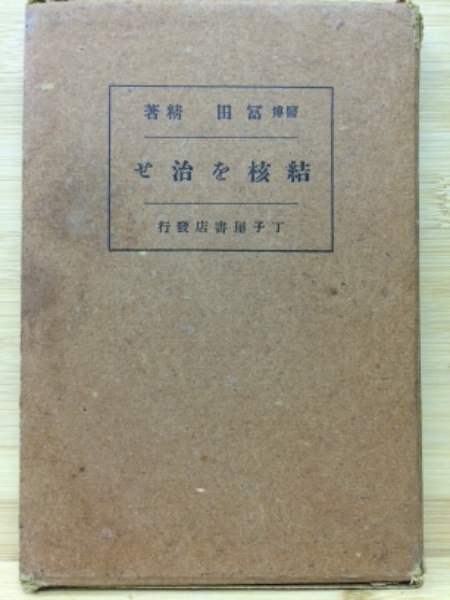 醫博 冨田 精著
結核を治せ
丁子屋書店發行